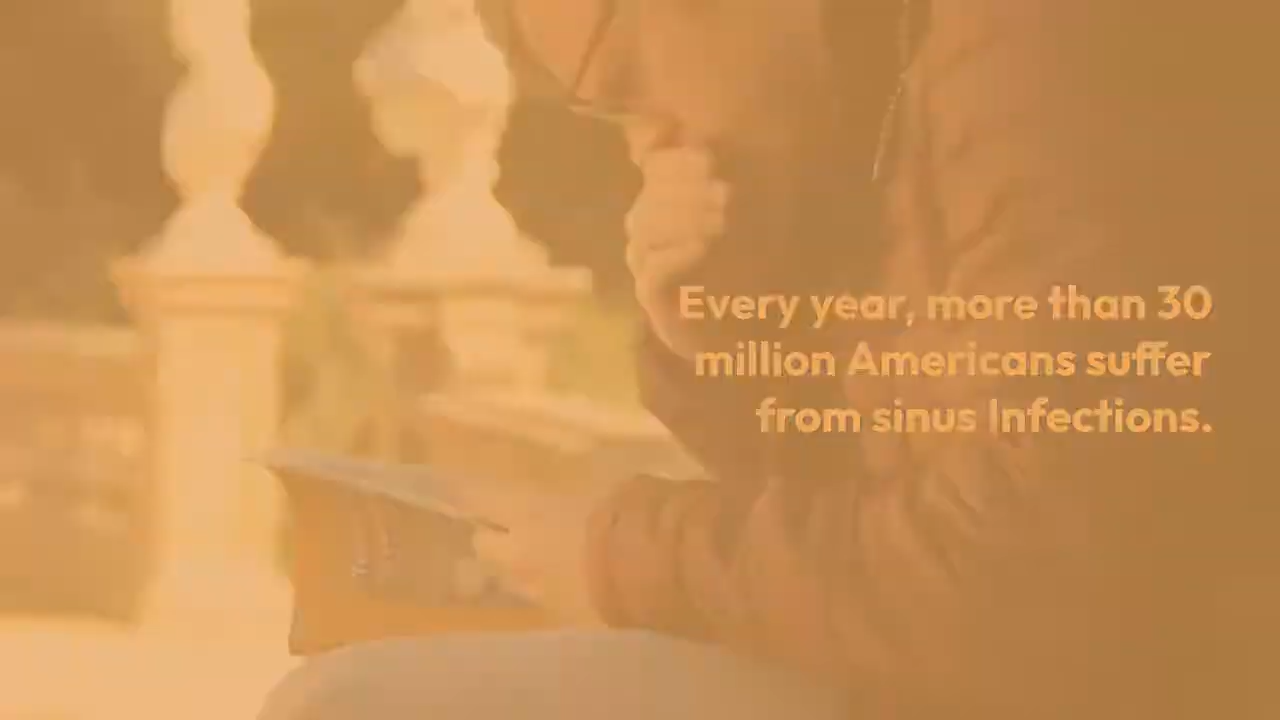 Every year, more than 30
million Americans suffer
from sinus Infections.